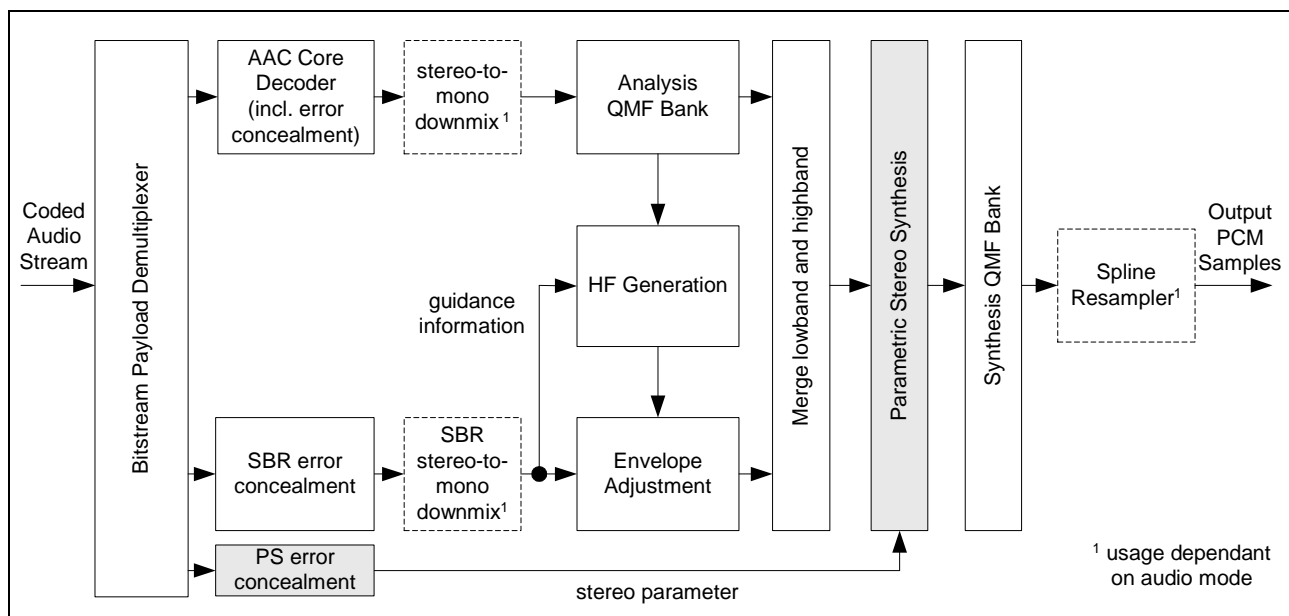 Coded
Audio
Stream
Bitstream Payload Demultiplexer
AAC Core
Decoder
(incl. error
concealment)
stereo-to-
mono
downmix 1
Analysis
QMF Bank
HF Generation
guidance
information
SBR error
concealment
SBR
stereo-to-
mono
downmix1
Envelope
Adjustment
PS error
concealment
stereo parameter
Merge lowband and highband
Parametric Stereo Synthesis
Synthesis QMF Bank
Spline
Resampler1
Output
PCM
Samples
1 usage dependant
on audio mode